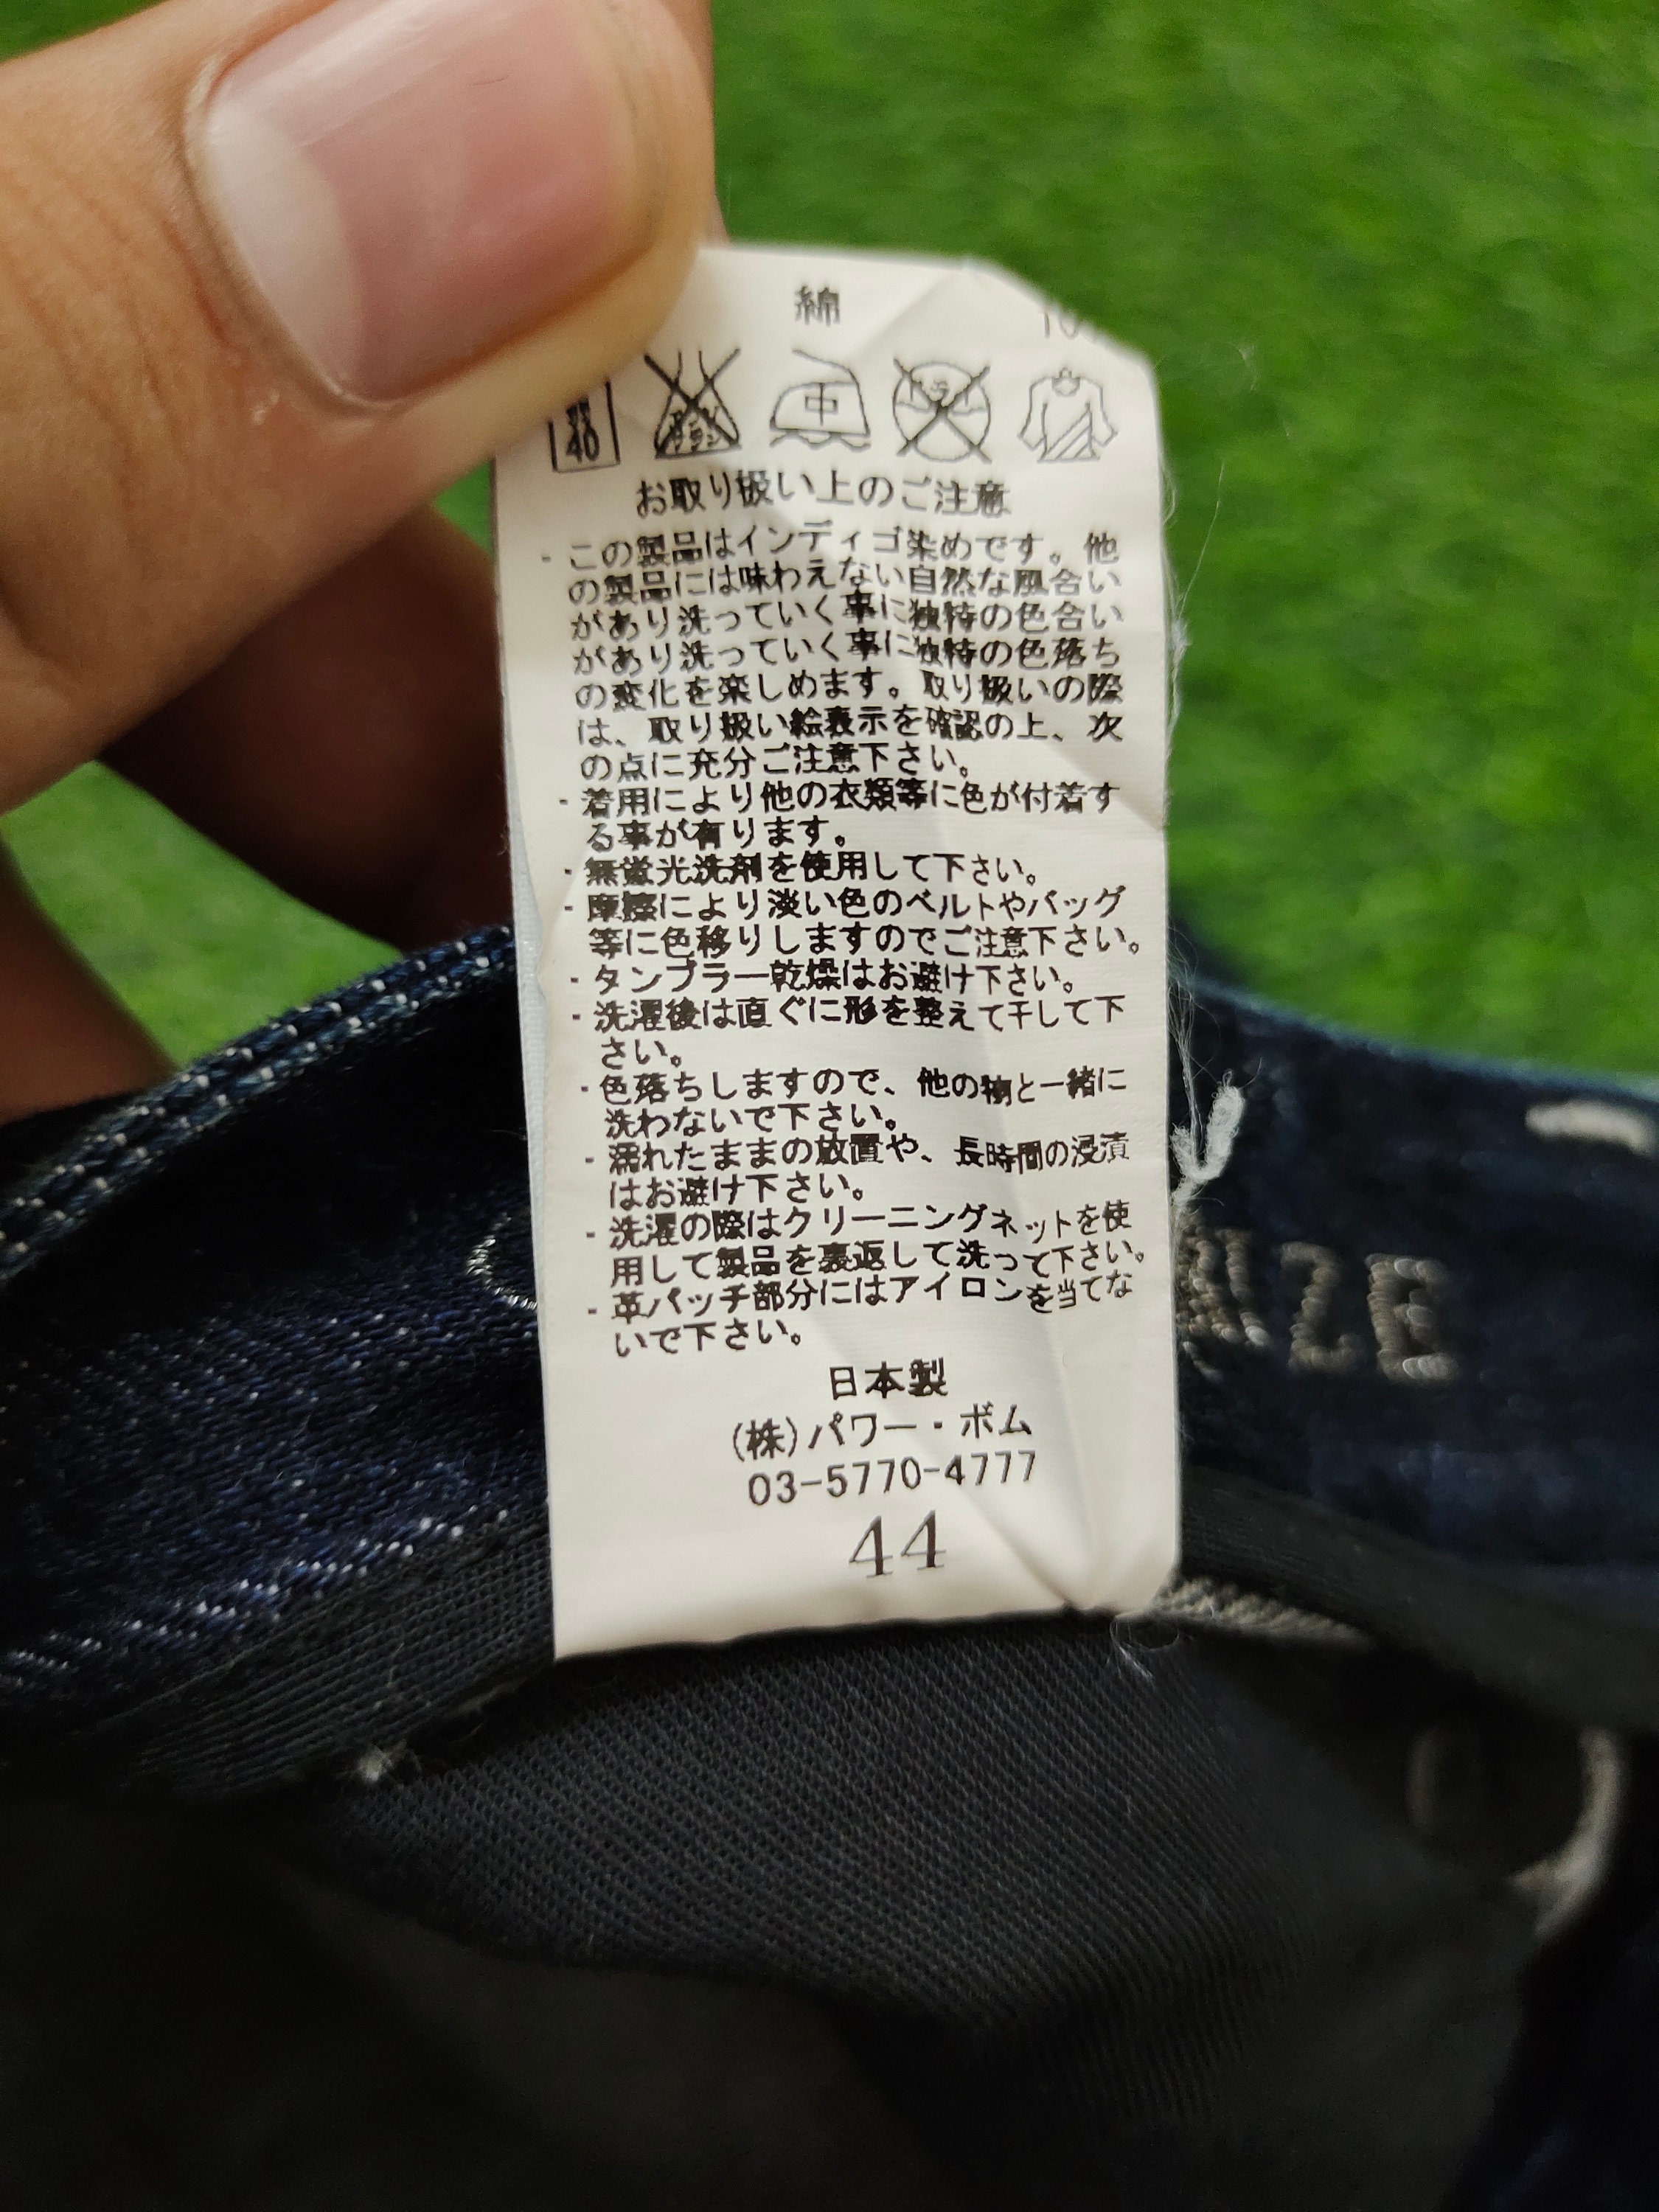 綿
40
中
お取り扱い上のご注意
- この製品はインディゴ染めです。他
の製品には味わえない自然な風合い
があり洗っていく事に独特の色合い
があり洗っていく事に独特の色落ち
の変化を楽しめます。取り扱いの際
は、取り扱い絵表示を確認の上、次
の点に充分ご注意下さい。
- 着用により他の衣類等に色が付着す
る事が有ります。
- 無蛍光洗剤を使用して下さい。
- 摩擦により淡い色のベルトやバッグ
等に色移りしますのでご注意下さい。
- タンブラー乾燥はお避け下さい。
- 洗濯後は直ぐに形を整えて干して下
さい。
- 色落ちしますので、他の物と一緒に
洗わないで下さい。
- 濡れたままの放置や、長時間の浸漬
はお避け下さい。
- 洗濯の際はクリーニングネットを使
用して製品を裏返して洗って下さい。
- 革パッチ部分にはアイロンを当てな
いで下さい。
日本製
(株)パワー・ボム
03-5770-4777
44